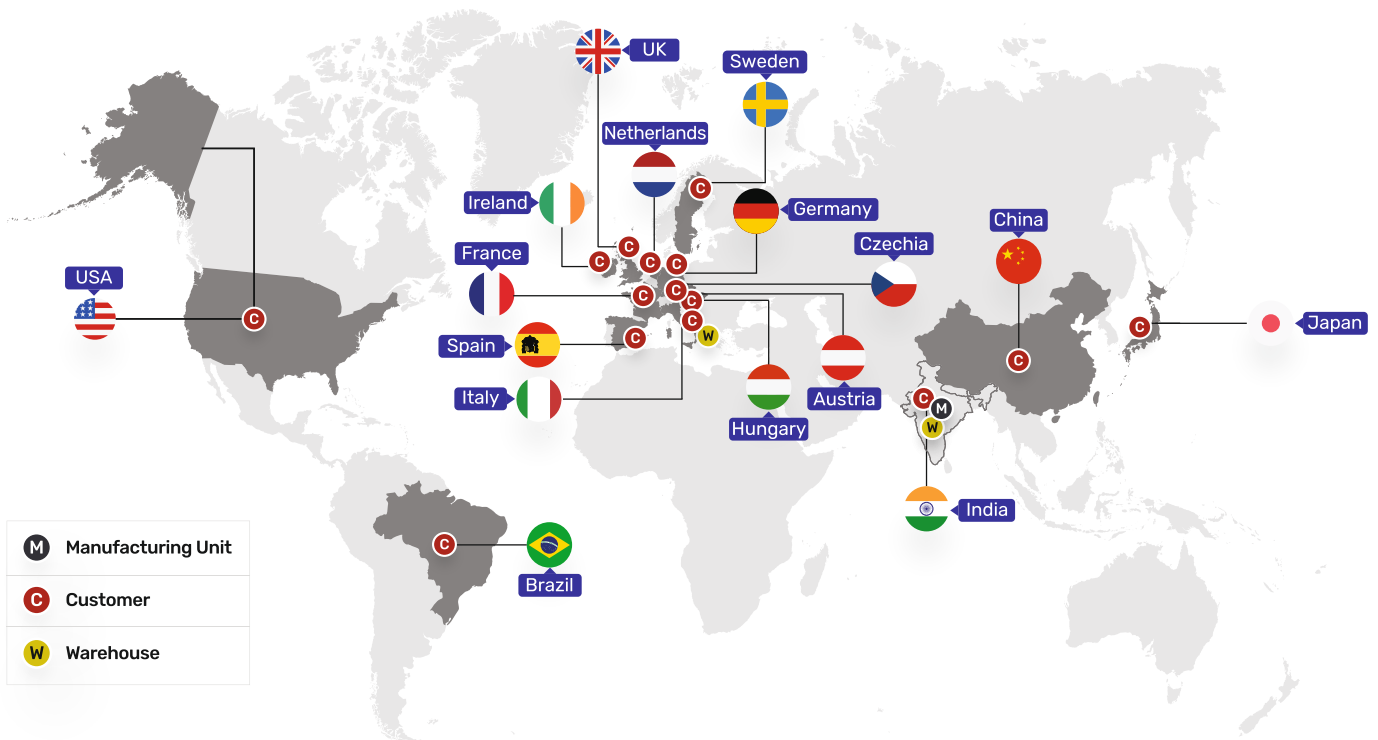 UK
Sweden
Netherlands
Ireland
Germany
China
Czechia
France
USA
Japan
Spain
Italy
Austria
Hungary
India
Brazil
C
C
C
C
C
C
C
C
C
C
W
C
C
C
C
M
W
C
M Manufacturing Unit
C Customer
W Warehouse